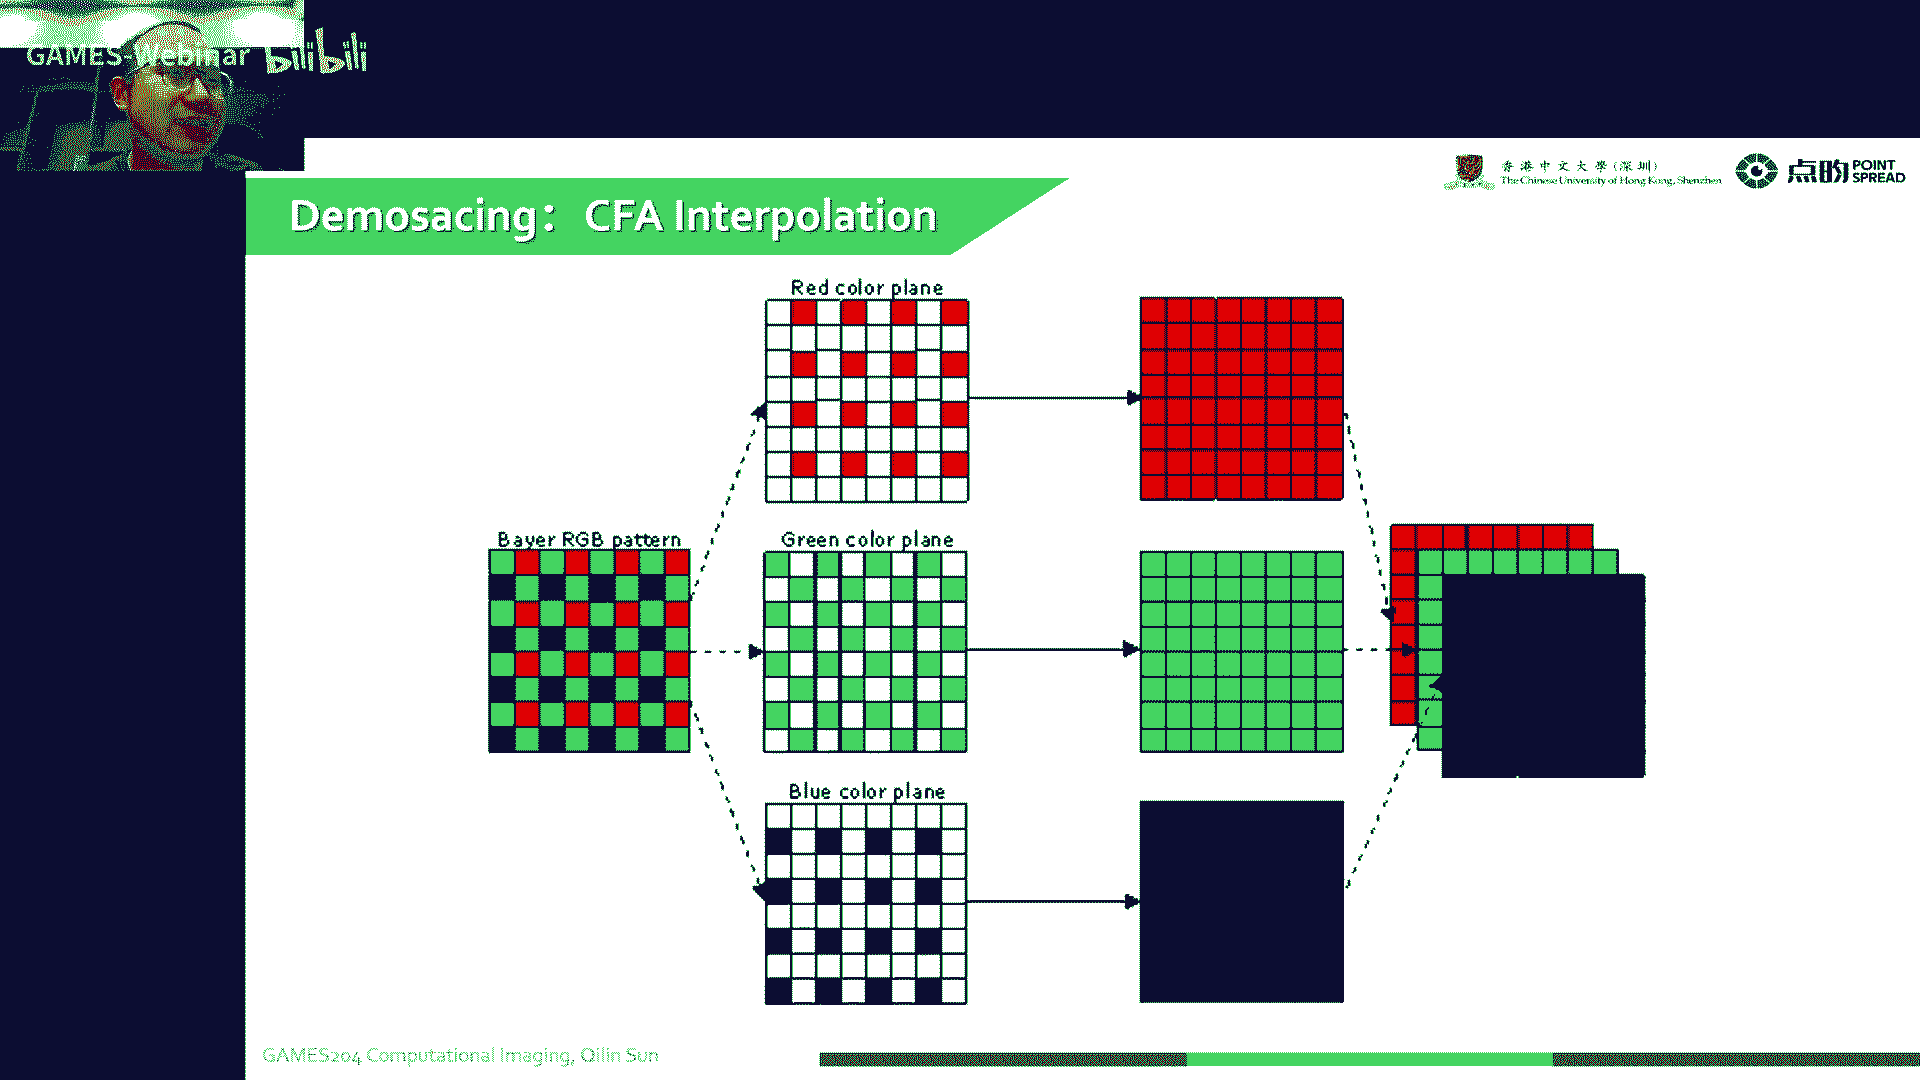 GAMES-Webinar bilibili
香港中文大學(深圳)
The Chinese University of Hong Kong, Shenzhen
点昀 POINT SPREAD
Demosacing: CFA Interpolation
Red color plane
Bayer RGB pattern
Green color plane
Blue color plane
GAMES204 Computational Imaging, Qilin Sun